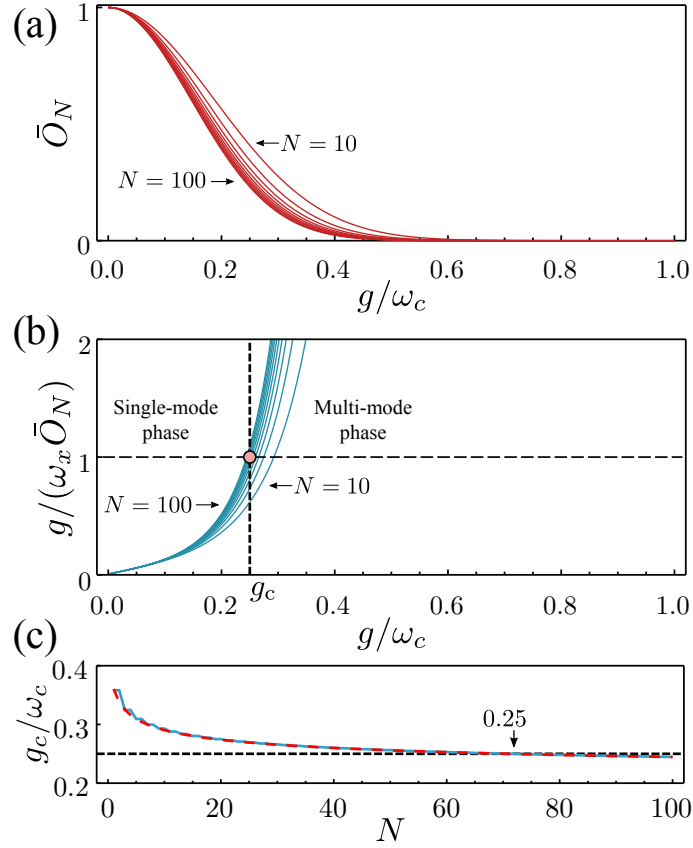 (a)
1
Ō_N
N = 10
N = 100
0
0.0 0.2 0.4 0.6 0.8 1.0
g/ω_c
(b)
2
g/(ω_x Ō_N)
Single-mode phase
Multi-mode phase
1
N = 100
N = 10
0
0.0 0.2 g_c 0.4 0.6 0.8 1.0
g/ω_c
(c)
0.4
g_c/ω_c
0.3
0.25
0.2
0 20 40 60 80 100
N